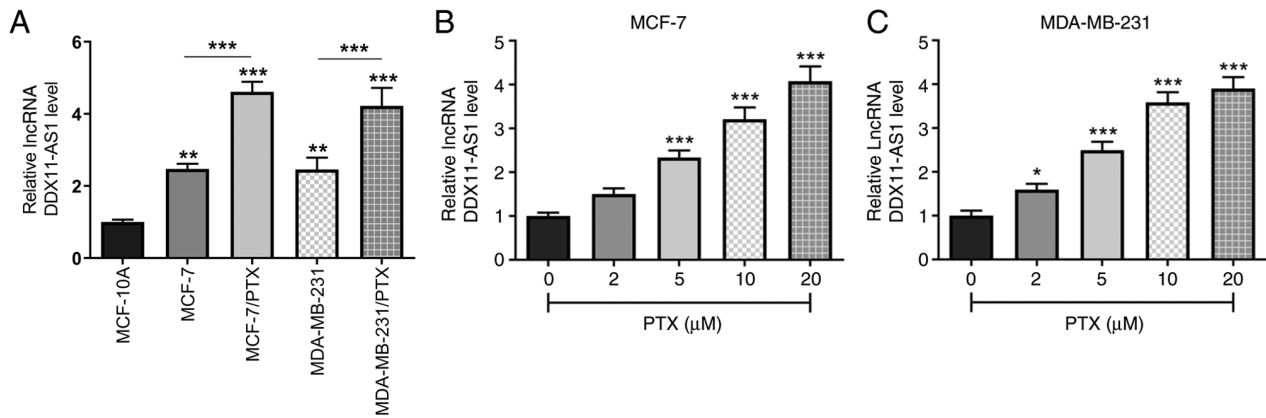 A
Relative lncRNA
DDX11-AS1 level
6
4
2
0
***
***
**
***
**
***
MCF-10A
MCF-7
MCF-7/PTX
MDA-MB-231
MDA-MB-231/PTX
B
MCF-7
Relative lncRNA
DDX11-AS1 level
5
4
3
2
1
0
***
***
***
0 2 5 10 20
PTX (μM)
C
MDA-MB-231
Relative LncRNA
DDX11-AS1 level
5
4
3
2
1
0
*
***
***
***
0 2 5 10 20
PTX (μM)